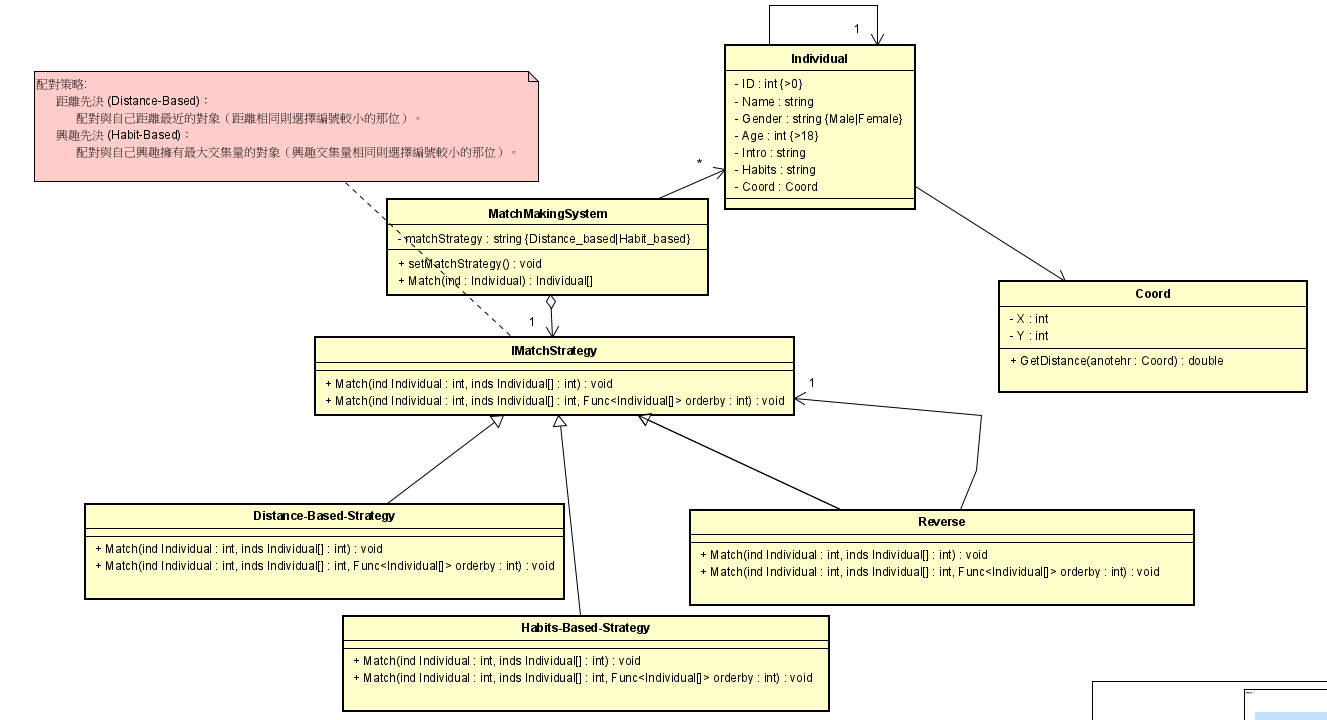 1
Individual
- ID : int {>0}
- Name : string
- Gender : string {Male|Female}
- Age : int {>18}
- Intro : string
- Habits : string
- Coord : Coord
配對策略:
距離先決 (Distance-Based)：
配對與自己距離最近的對象（距離相同則選擇編號較小的那位）。
興趣先決 (Habit-Based)：
配對與自己興趣擁有最大交集量的對象（興趣交集量相同則選擇編號較小的那位）。
*
MatchMakingSystem
- matchStrategy : string {Distance_based|Habit_based}
+ setMatchStrategy() : void
+ Match(ind : Individual) : Individual[]
1
Coord
- X : int
- Y : int
+ GetDistance(anotehr : Coord) : double
IMatchStrategy
+ Match(ind Individual : int, inds Individual[] : int) : void
+ Match(ind Individual : int, inds Individual[] : int, Func<Individual[]> orderby : int) : void
1
Distance-Based-Strategy
+ Match(ind Individual : int, inds Individual[] : int) : void
+ Match(ind Individual : int, inds Individual[] : int, Func<Individual[]> orderby : int) : void
Reverse
+ Match(ind Individual : int, inds Individual[] : int) : void
+ Match(ind Individual : int, inds Individual[] : int, Func<Individual[]> orderby : int) : void
Habits-Based-Strategy
+ Match(ind Individual : int, inds Individual[] : int) : void
+ Match(ind Individual : int, inds Individual[] : int, Func<Individual[]> orderby : int) : void